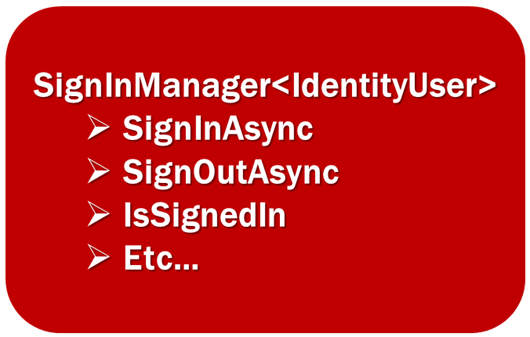 SignInManager<IdentityUser>
➢ SignInAsync
➢ SignOutAsync
➢ IsSignedIn
➢ Etc...